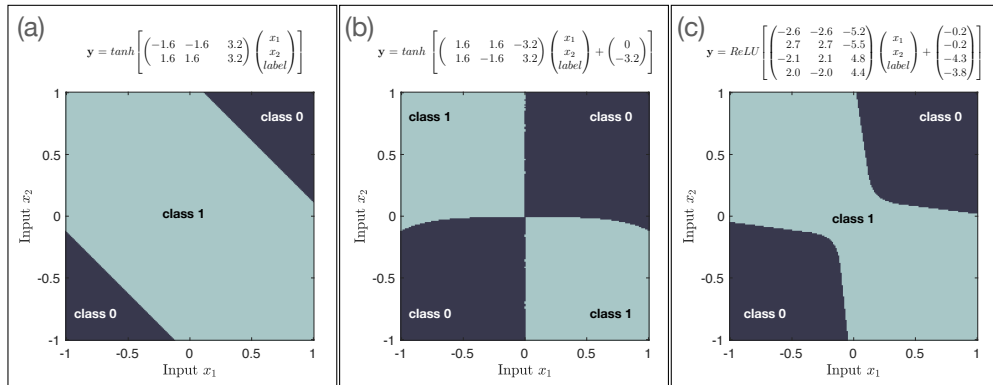 (a)
y = tanh[(−1.6 −1.6 3.2 1.6 1.6 3.2)(x1 x2 label)]
1
0.5
0
-0.5
-1
Input x2
class 0
class 1
class 0
-1 -0.5 0 0.5 1
Input x1
(b)
y = tanh[(1.6 1.6 −3.2 1.6 −1.6 3.2)(x1 x2 label) + (0 −3.2)]
1
0.5
0
-0.5
-1
Input x2
class 1
class 0
class 0
class 1
-1 -0.5 0 0.5 1
Input x1
(c)
y = ReLU[(−2.6 −2.6 −5.2 2.7 2.7 −5.5 −2.1 2.1 4.8 2.0 −2.0 4.4)(x1 x2 label) + (−0.2 −0.2 −4.3 −3.8)]
1
0.5
0
-0.5
-1
Input x2
class 0
class 1
class 0
-1 -0.5 0 0.5 1
Input x1